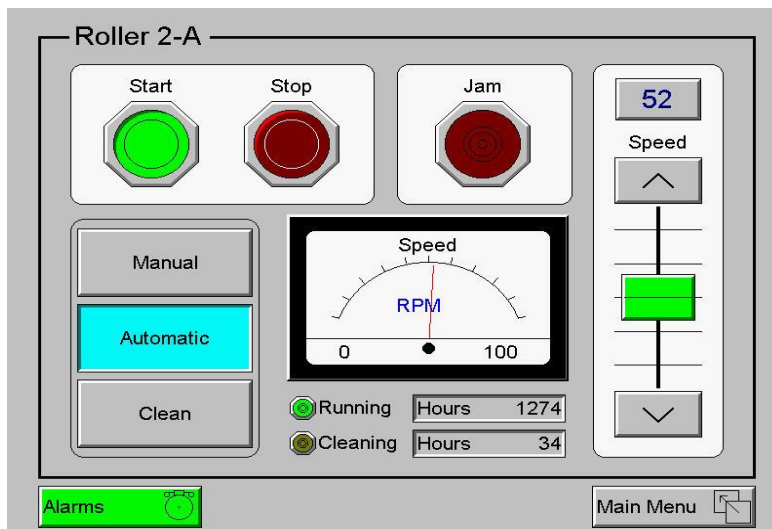 Roller 2-A
Start
Stop
Jam
52
Speed
Manual
Automatic
Clean
Speed
RPM
0
100
Running Hours 1274
Cleaning Hours 34
Alarms
Main Menu